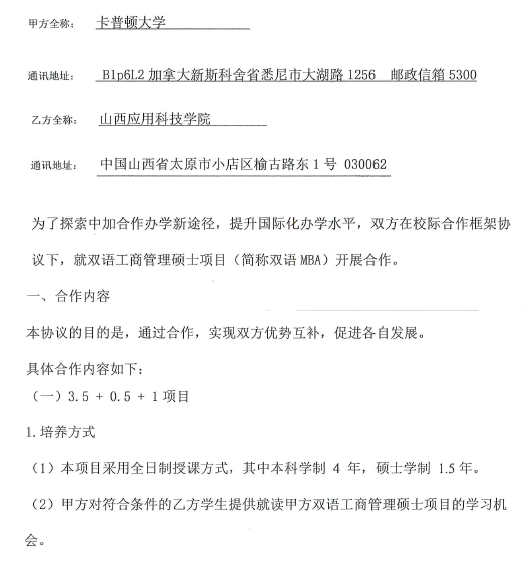 甲方全称： 卡普顿大学
通讯地址： B1p6L2 加拿大新斯科舍省悉尼市大湖路 1256 邮政信箱 5300
乙方全称： 山西应用科技学院
通讯地址： 中国山西省太原市小店区榆古路东 1 号 030062
为了探索中加合作办学新途径，提升国际化办学水平，双方在校际合作框架协
议下，就双语工商管理硕士项目（简称双语 MBA）开展合作。
一、合作内容
本协议的目的是，通过合作，实现双方优势互补，促进各自发展。
具体合作内容如下：
（一）3.5 + 0.5 + 1 项目
1. 培养方式
（1）本项目采用全日制授课方式，其中本科学制 4 年，硕士学制 1.5 年。
（2）甲方对符合条件的乙方学生提供就读甲方双语工商管理硕士项目的学习机
会。